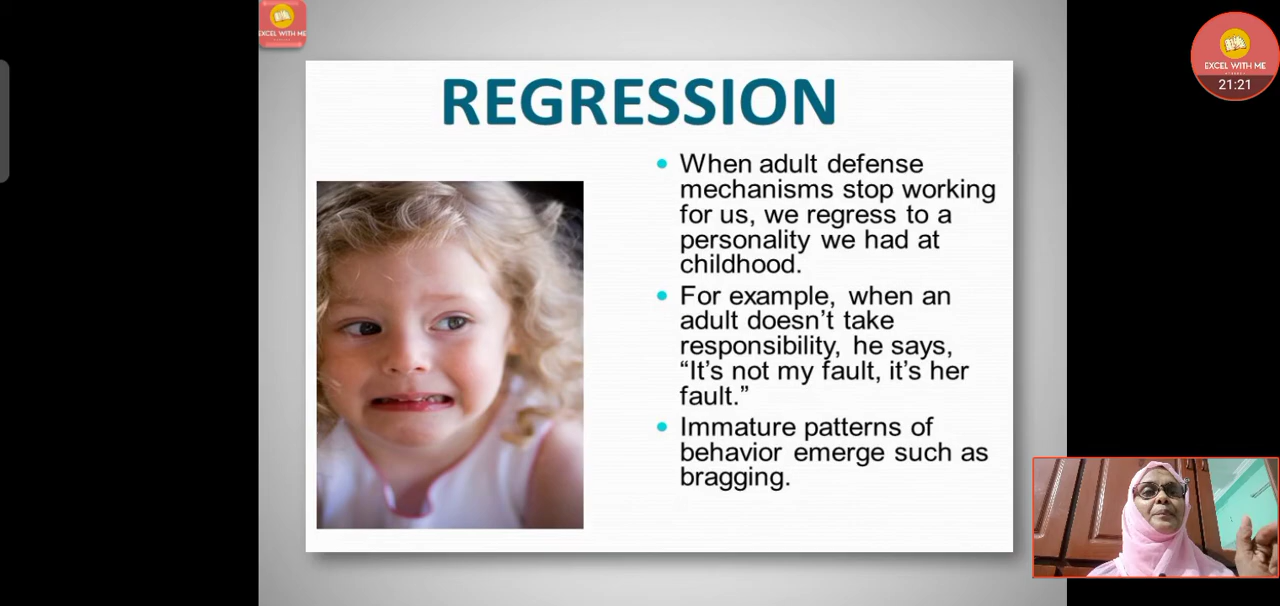 EXCEL WITH ME
EXCEL WITH ME
21:21
REGRESSION
• When adult defense
mechanisms stop working
for us, we regress to a
personality we had at
childhood.
• For example, when an
adult doesn't take
responsibility, he says,
“It's not my fault, it's her
fault.”
• Immature patterns of
behavior emerge such as
bragging.